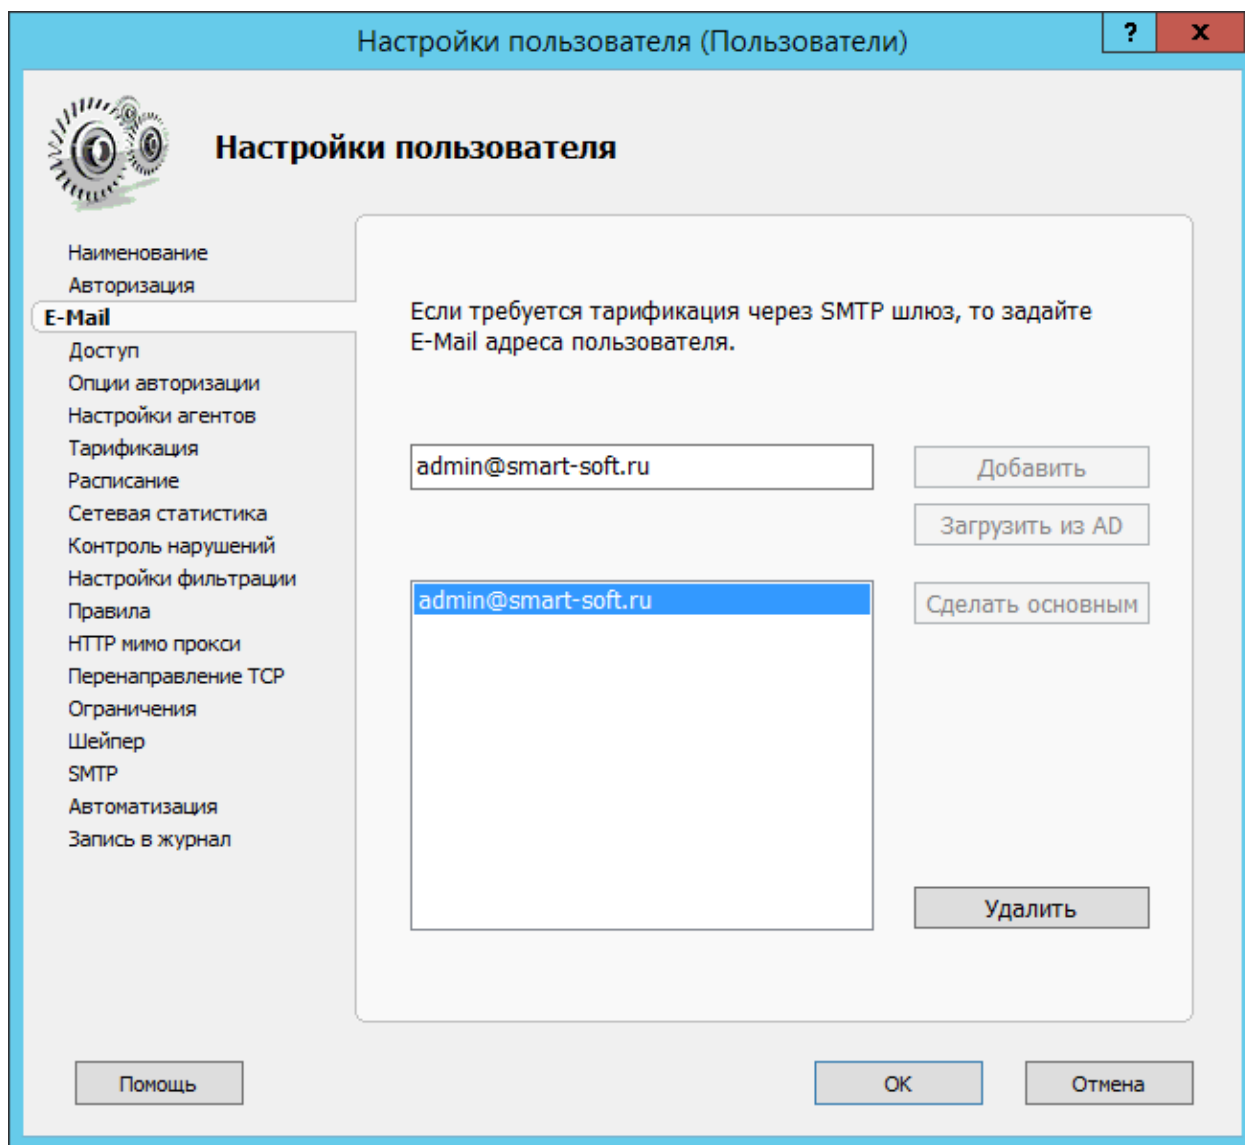 Настройки пользователя (Пользователи)
?
x
Настройки пользователя
Наименование
Авторизация
E-Mail
Доступ
Опции авторизации
Настройки агентов
Тарификация
Расписание
Сетевая статистика
Контроль нарушений
Настройки фильтрации
Правила
HTTP мимо прокси
Перенаправление TCP
Ограничения
Шейпер
SMTP
Автоматизация
Запись в журнал
Если требуется тарификация через SMTP шлюз, то задайте
E-Mail адреса пользователя.
admin@smart-soft.ru
Добавить
Загрузить из AD
admin@smart-soft.ru
Сделать основным
Удалить
Помощь
ОК
Отмена